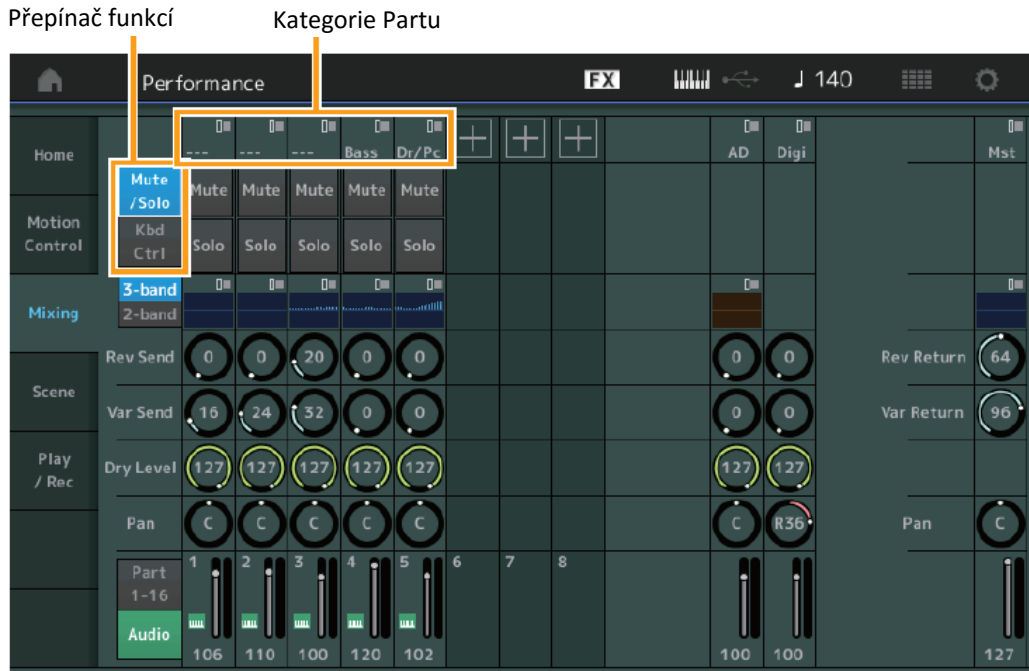 Přepínač funkcí Kategorie Partu
Performance FX 140
--- --- --- Bass Dr/Pc AD Digi Mst
Home
Mute /Solo
Mute Mute Mute Mute Mute
Motion Control
Kbd Ctrl
Solo Solo Solo Solo Solo
3-band
Mixing 2-band
Rev Send 0 0 20 0 0 0 0 Rev Return 64
Scene
Var Send 16 24 32 0 0 0 0 Var Return 96
Play / Rec
Dry Level 127 127 127 127 127 127 127
Pan C C C C C C R36 Pan C
1 2 3 4 5 6 7 8
Part 1-16
Audio
106 110 100 120 102 100 100 127